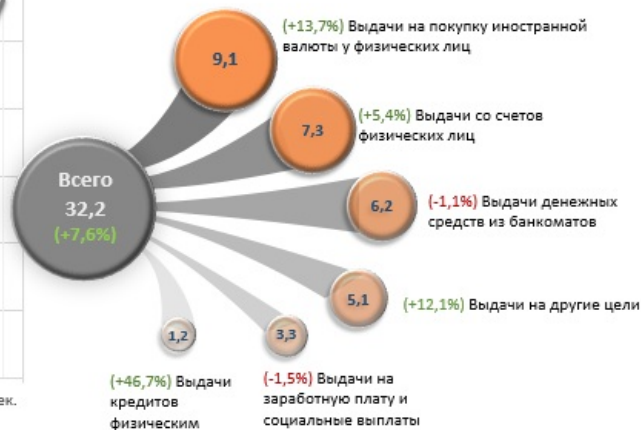 (+13,7%) Выдачи на покупку иностранной
валюты у физических лиц
9,1
(+5,4%) Выдачи со счетов
физических лиц
7,3
Всего
32,2
(+7,6%)
6,2
(-1,1%) Выдачи денежных
средств из банкоматов
5,1
(+12,1%) Выдачи на другие цели
1,2
3,3
(+46,7%) Выдачи
кредитов
физическим
(-1,5%) Выдачи на
заработную плату и
социальные выплаты
ек.